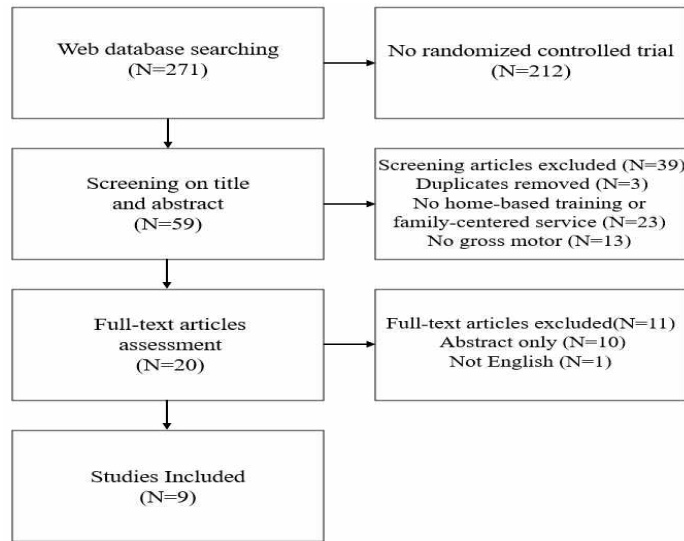 Web database searching
(N=271)
No randomized controlled trial
(N=212)
Screening on title
and abstract
(N=59)
Screening articles excluded (N=39)
Duplicates removed (N=3)
No home-based training or
family-centered service
(N=23)
No gross motor (N=13)
Full-text articles
assessment
(N=20)
Full-text articles excluded(N=11)
Abstract only (N=10)
Not English (N=1)
Studies Included
(N=9)